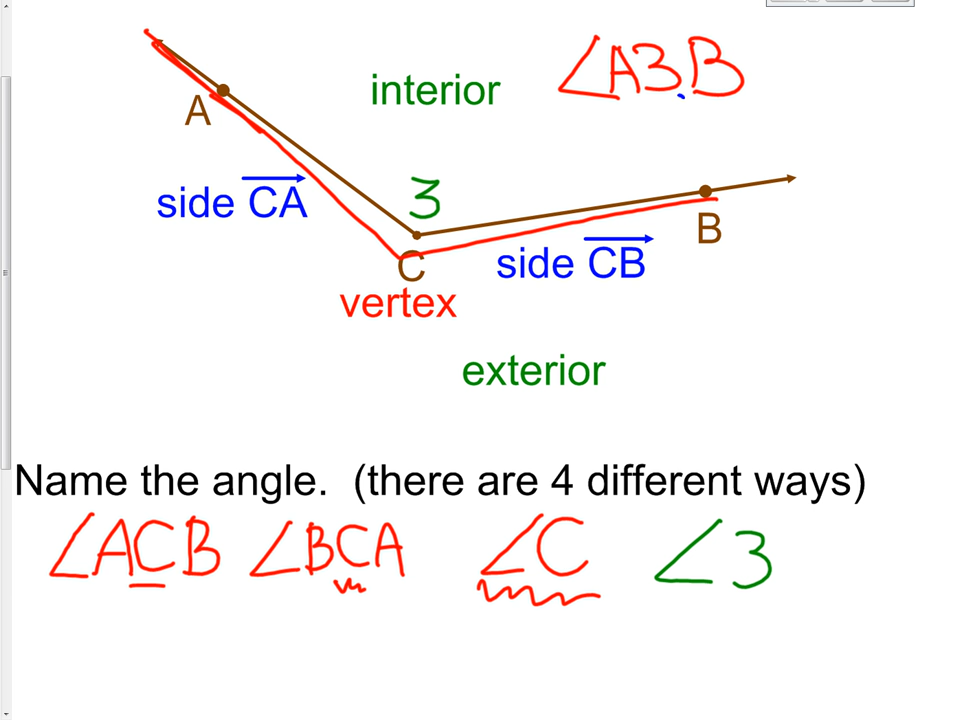 interior ∠A3B
A
3
side CA
B
C
side CB
vertex
exterior
Name the angle. (there are 4 different ways)
∠ACB ∠BCA ∠C ∠3